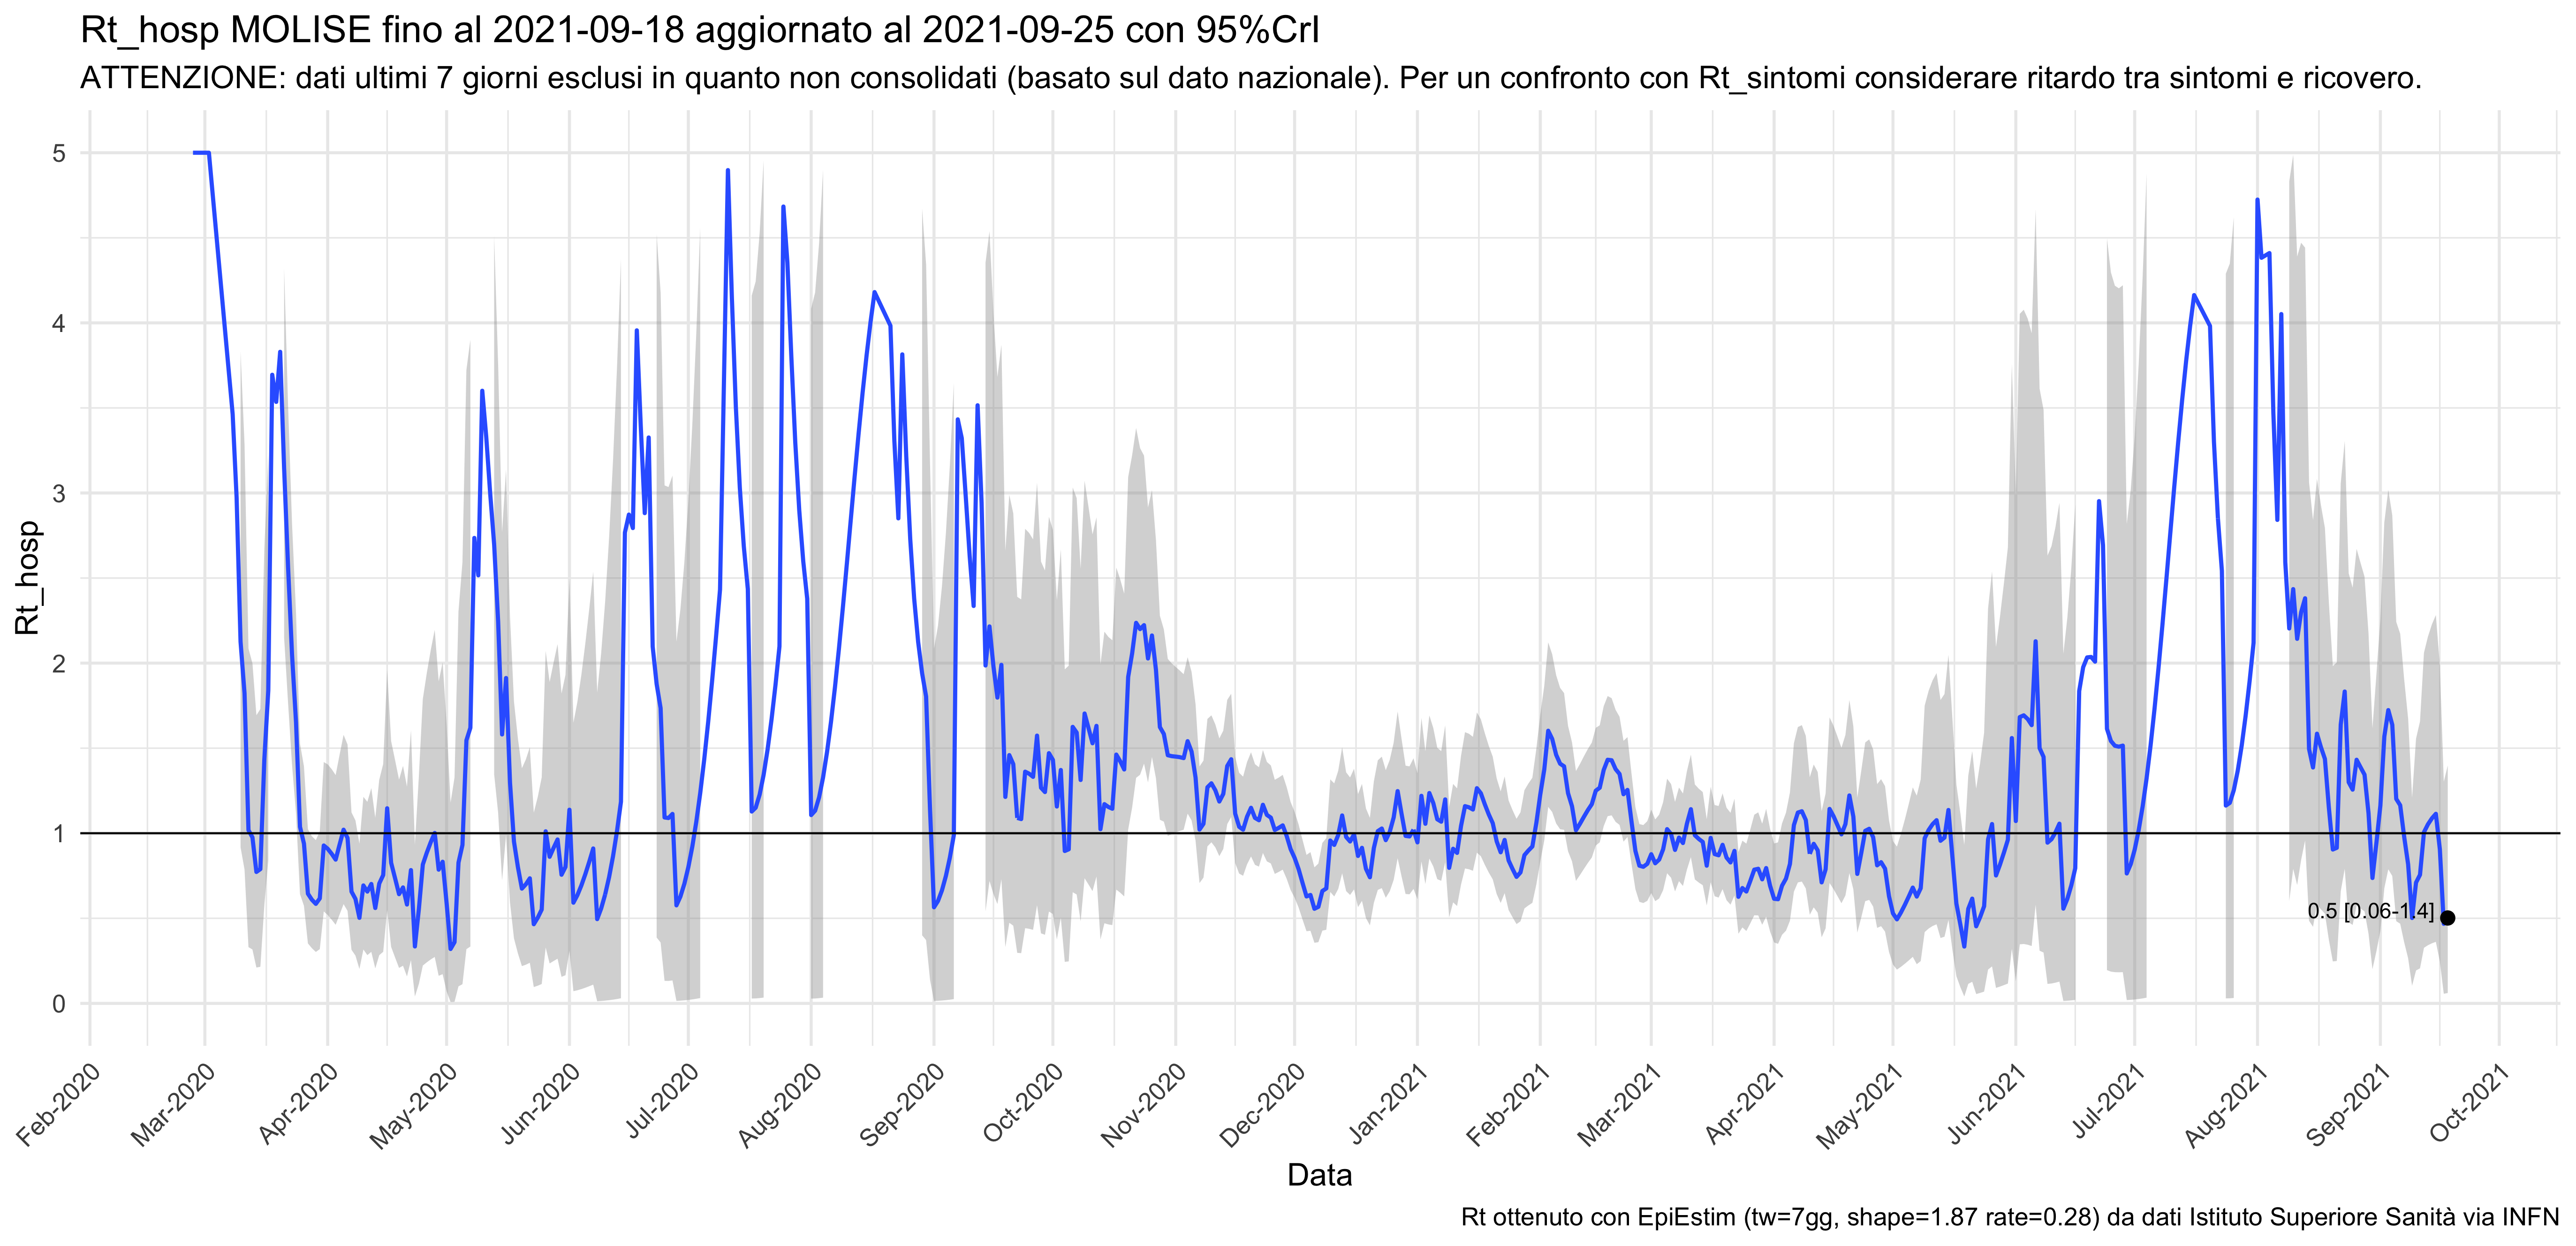 Rt_hosp MOLISE fino al 2021-09-18 aggiornato al 2021-09-25 con 95%CrI
ATTENZIONE: dati ultimi 7 giorni esclusi in quanto non consolidati (basato sul dato nazionale). Per un confronto con Rt_sintomi considerare ritardo tra sintomi e ricovero.
5
4
3
2
1
0
Rt_hosp
0.5 [0.06-1.4]
Feb-2020
Mar-2020
Apr-2020
May-2020
Jun-2020
Jul-2020
Aug-2020
Sep-2020
Oct-2020
Nov-2020
Dec-2020
Jan-2021
Feb-2021
Mar-2021
Apr-2021
May-2021
Jun-2021
Jul-2021
Aug-2021
Sep-2021
Oct-2021
Data
Rt ottenuto con EpiEstim (tw=7gg, shape=1.87 rate=0.28) da dati Istituto Superiore Sanità via INFN